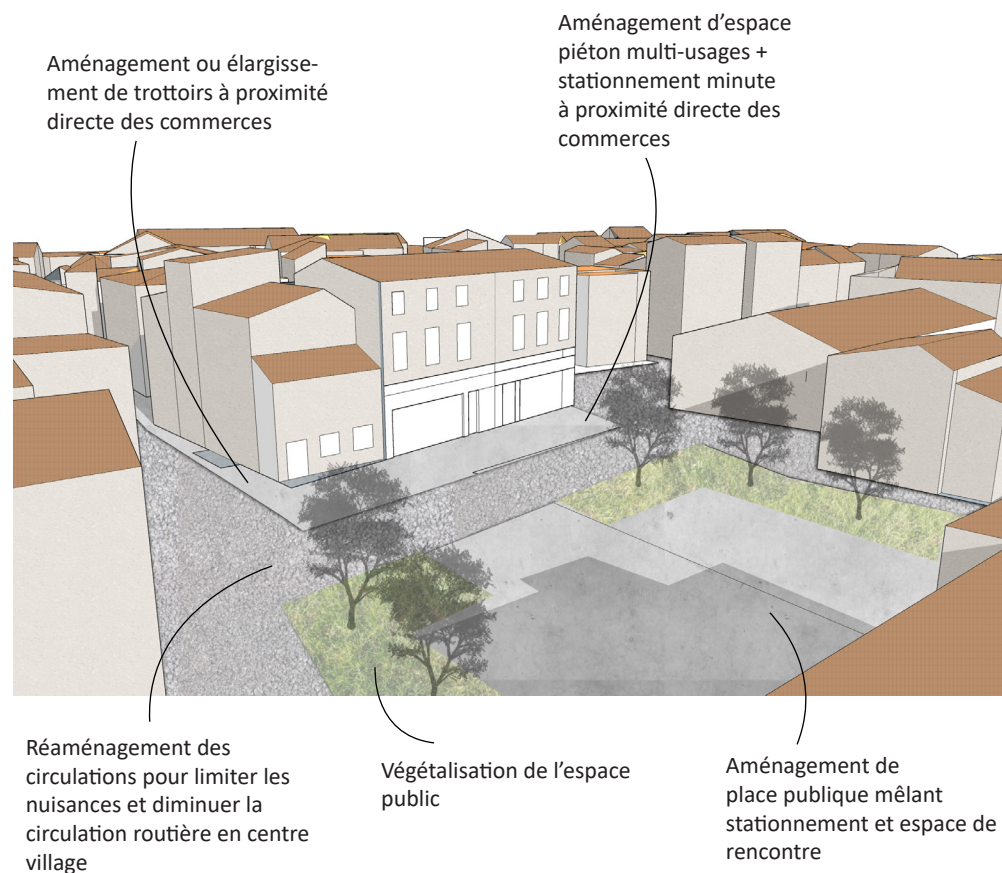 Aménagement ou élargisse-
ment de trottoirs à proximité
directe des commerces
Aménagement d'espace
piéton multi-usages +
stationnement minute
à proximité directe des
commerces
Réaménagement des
circulations pour limiter les
nuisances et diminuer la
circulation routière en centre
village
Végétalisation de l'espace
public
Aménagement de
place publique mêlant
stationnement et espace de
rencontre